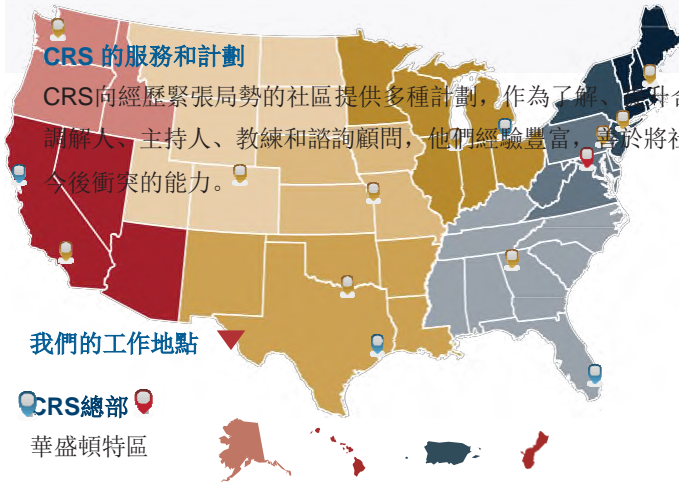 CRS 的服務和計劃
CRS向經歷緊張局勢的社區提供多種計劃，作為了解、提升合
調解人、主持人、教練和諮詢顧問，他們經驗豐富，善於將社
今後衝突的能力。
我們的工作地點
CRS總部
華盛頓特區